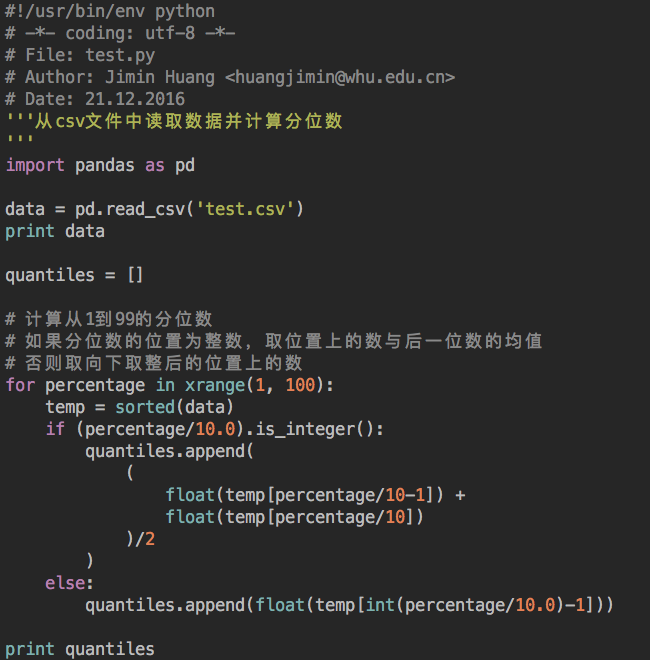 #!/usr/bin/env python
# -*- coding: utf-8 -*-
# File: test.py
# Author: Jimin Huang <huangjimin@whu.edu.cn>
# Date: 21.12.2016
'''从csv文件中读取数据并计算分位数
'''
import pandas as pd

data = pd.read_csv('test.csv')
print data

quantiles = []

# 计算从1到99的分位数
# 如果分位数的位置为整数，取位置上的数与后一位数的均值
# 否则取向下取整后的位置上的数
for percentage in xrange(1, 100):
    temp = sorted(data)
    if (percentage/10.0).is_integer():
        quantiles.append(
            (
                float(temp[percentage/10-1]) +
                float(temp[percentage/10])
            )/2
        )
    else:
        quantiles.append(float(temp[int(percentage/10.0)-1]))

print quantiles